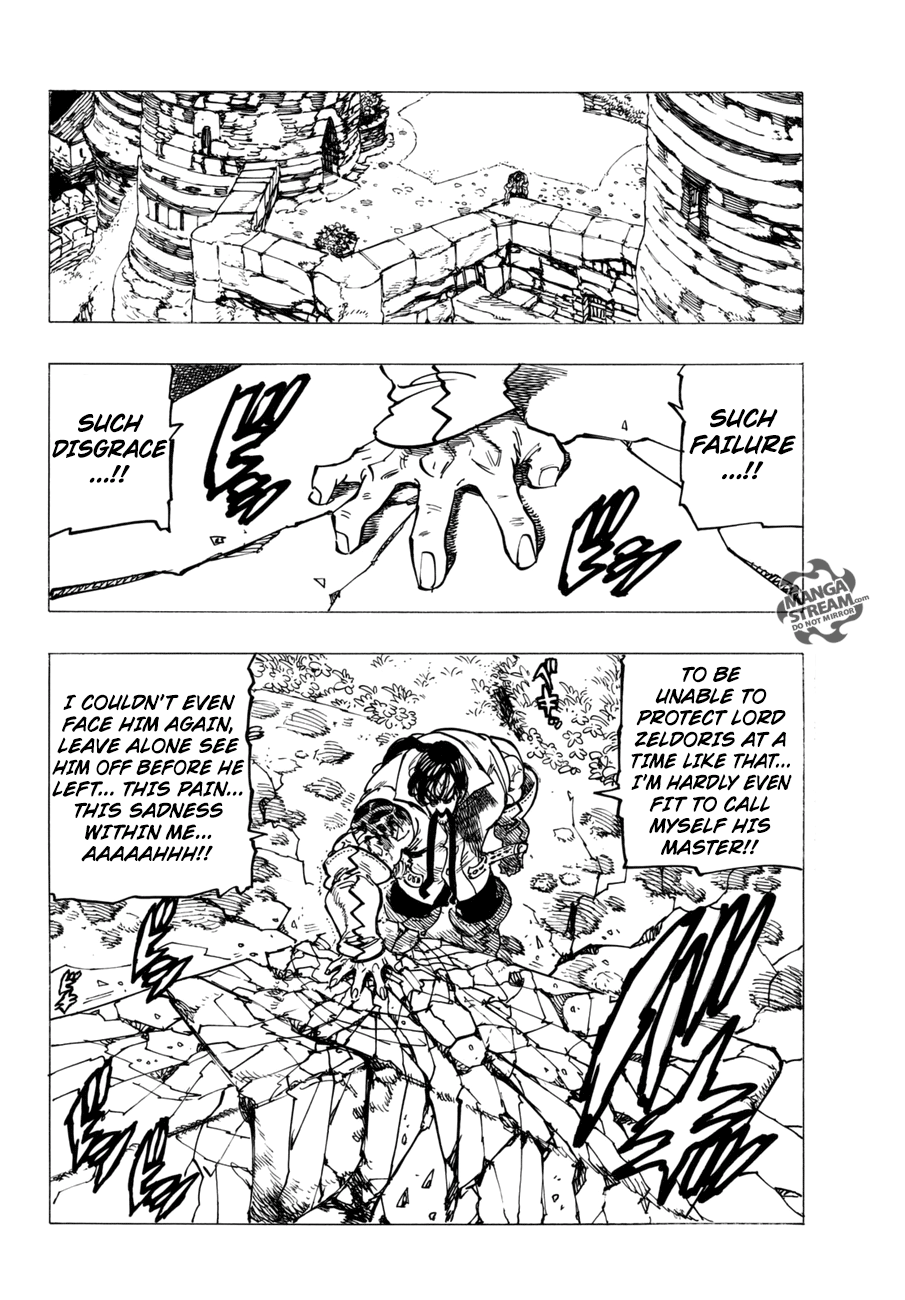 SUCH
FAILURE
...!!
SUCH
DISGRACE
...!!
MANGA
STREAM.com
DO NOT MIRROR
TO BE
UNABLE TO
PROTECT LORD
ZELDORIS AT A
TIME LIKE THAT...
I'M HARDLY EVEN
FIT TO CALL
MYSELF HIS
MASTER!!
I COULDN'T EVEN
FACE HIM AGAIN,
LEAVE ALONE SEE
HIM OFF BEFORE HE
LEFT... THIS PAIN...
THIS SADNESS
WITHIN ME...
AAAAAHHH!!